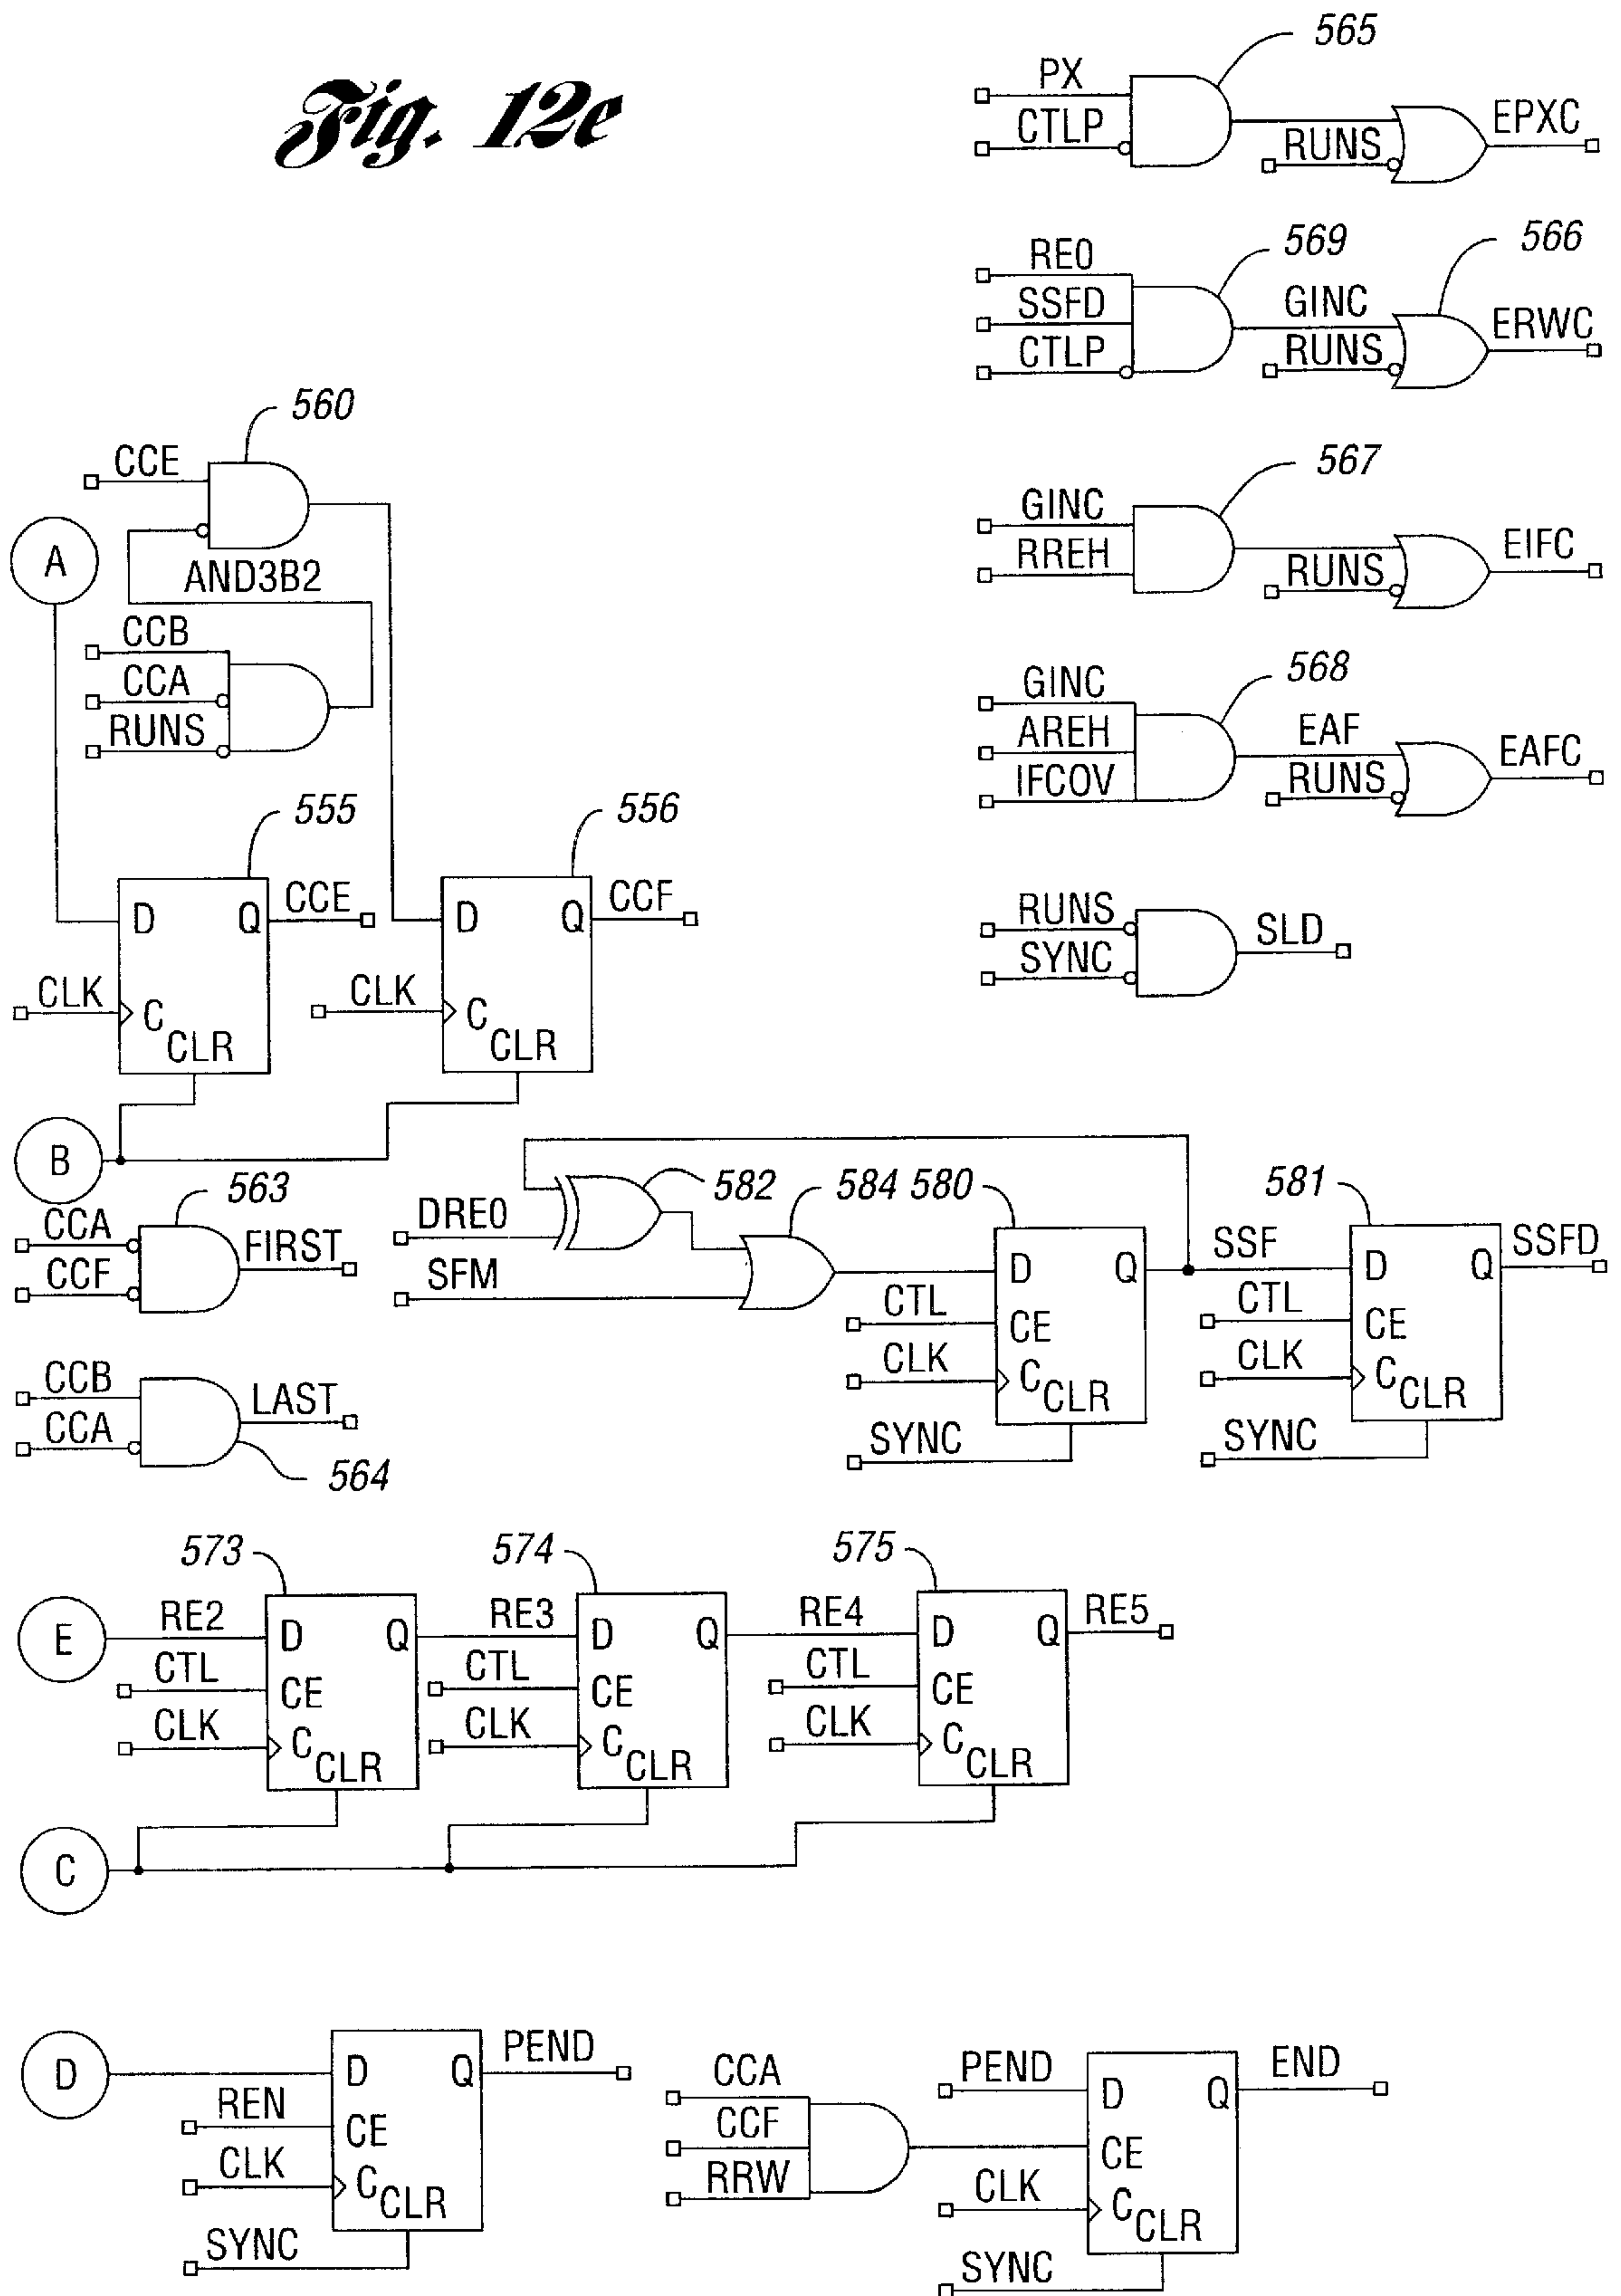 Fig. 12e
565
PX
CTLP
RUNS
EPXC
569
566
RE0
SSFD
CTLP
GINC
RUNS
ERWC
560
CCE
A
AND3B2
CCB
CCA
RUNS
567
GINC
RREH
RUNS
EIFC
568
GINC
AREH
IFCOV
EAF
RUNS
EAFC
555
D
Q
CCE
CLK
C
CLR
556
D
Q
CCF
CLK
C
CLR
RUNS
SYNC
SLD
B
563
CCA
CCF
FIRST
CCB
CCA
LAST
564
582
584
580
581
DRE0
SFM
D
Q
SSF
CTL
CE
CLK
C
CLR
SYNC
D
Q
SSFD
CTL
CE
CLK
C
CLR
SYNC
573
574
575
E
RE2
D
Q
RE3
D
Q
RE4
D
Q
RE5
CTL
CE
CTL
CE
CTL
CE
CLK
C
CLR
CLK
C
CLR
CLK
C
CLR
C
D
D
Q
PEND
REN
CE
CLK
C
CLR
SYNC
CCA
CCF
RRW
PEND
D
Q
END
CE
CLK
C
CLR
SYNC